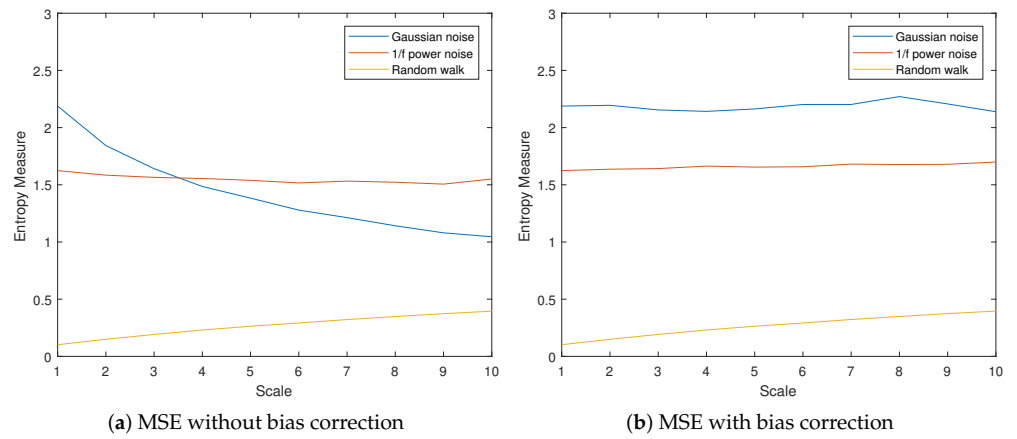 3
2.5
2
1.5
1
0.5
0
Entropy Measure
Gaussian noise
1/f power noise
Random walk
1 2 3 4 5 6 7 8 9 10
Scale
(a) MSE without bias correction
3
2.5
2
1.5
1
0.5
0
Entropy Measure
Gaussian noise
1/f power noise
Random walk
1 2 3 4 5 6 7 8 9 10
Scale
(b) MSE with bias correction